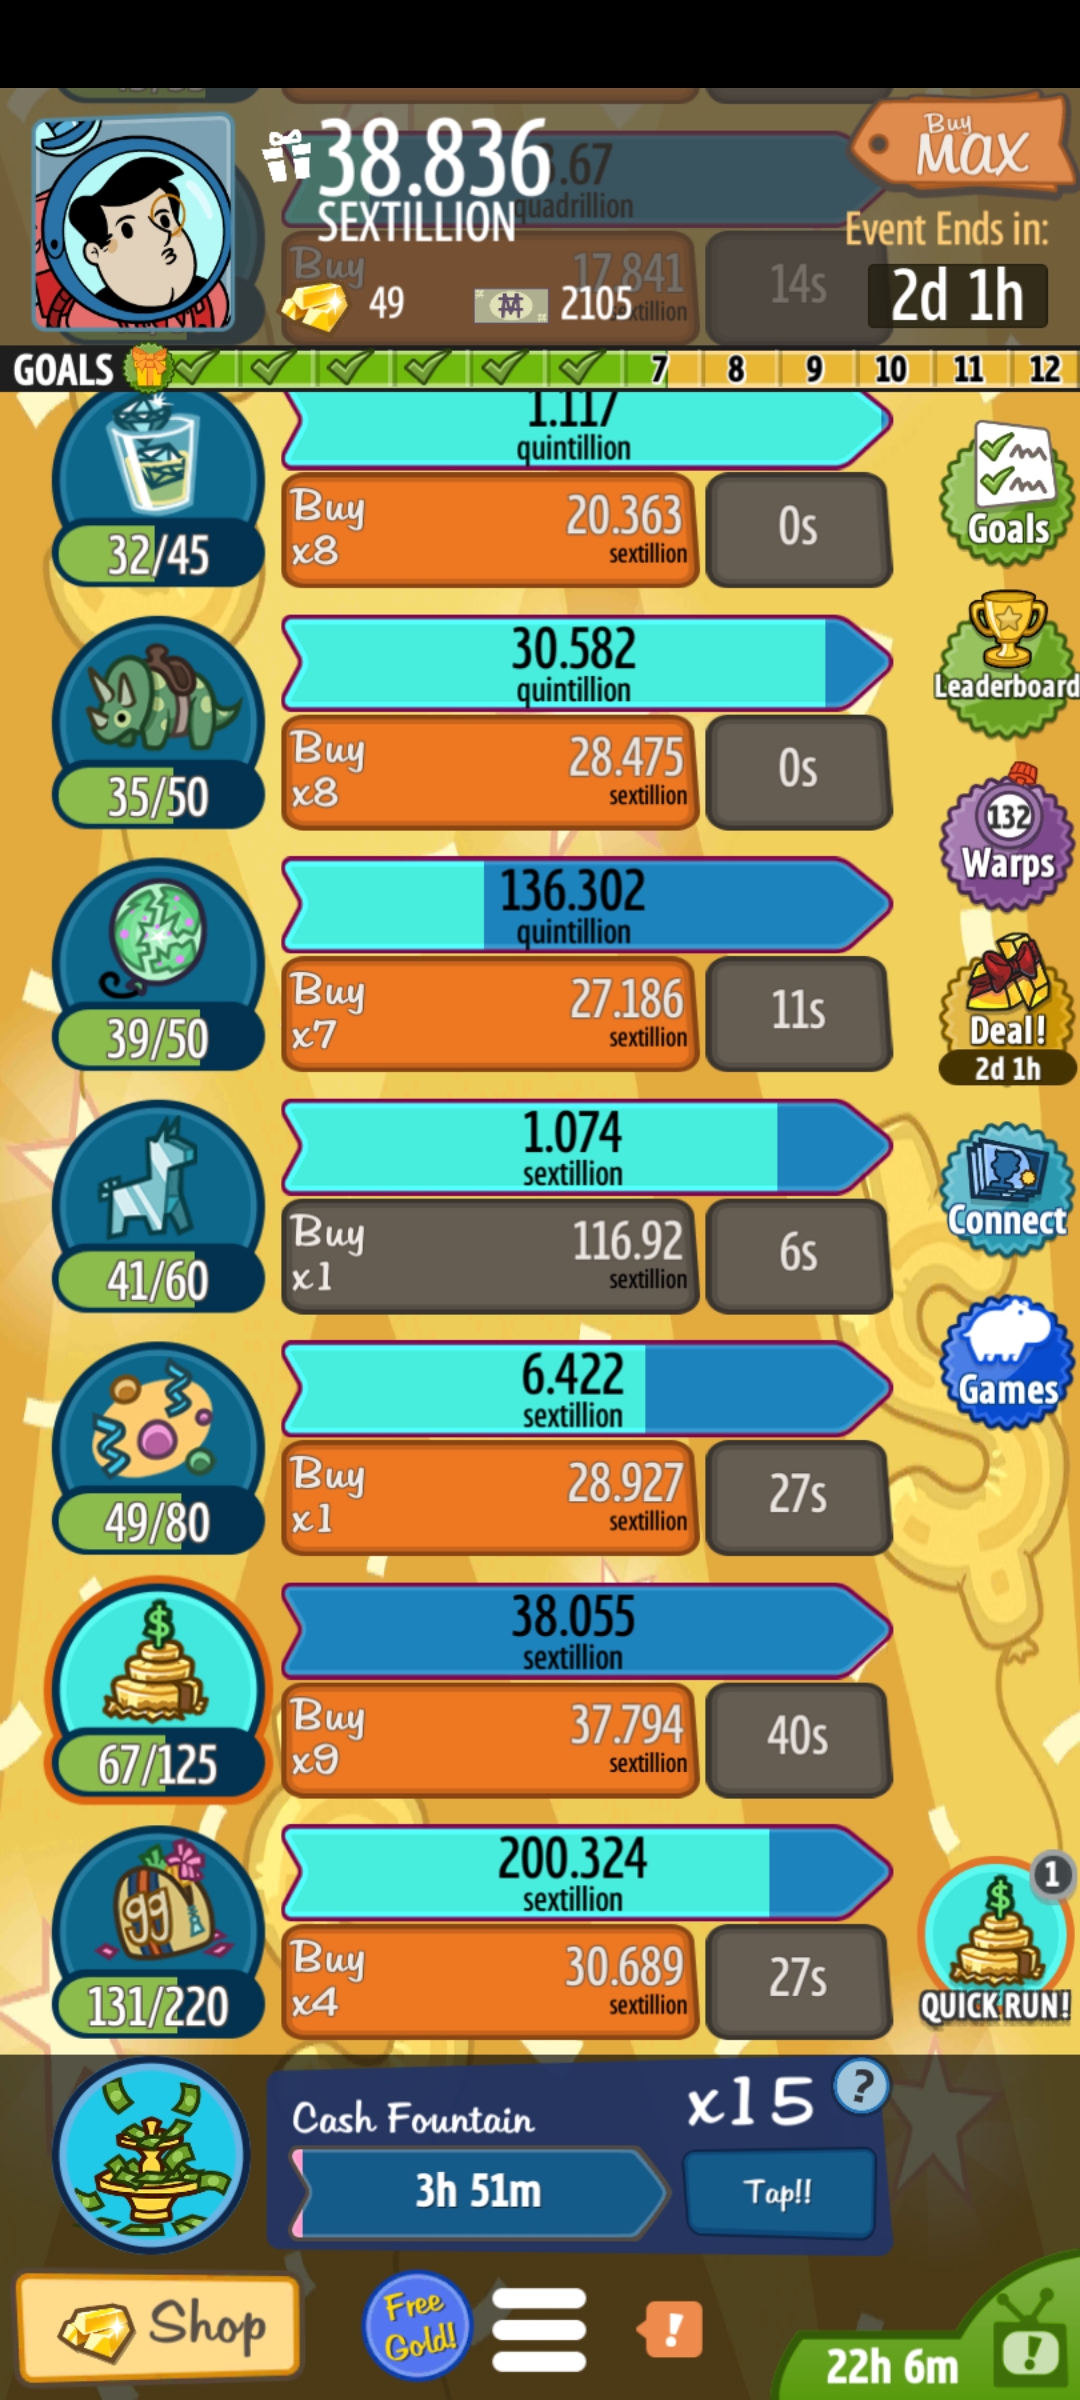 38.836
SEXTILLION
49
2105
Buy
MAX
Event Ends in:
2d 1h
3.67
quadrillion
Buy
17.841
14s
GOALS
7
8
9
10
11
12
1.117
quintillion
32/45
Buy
x8
20.363
sextillion
0s
Goals
30.582
quintillion
35/50
Buy
x8
28.475
sextillion
0s
Leaderboard
136.302
quintillion
39/50
Buy
x7
27.186
sextillion
11s
132
Warps
Deal!
2d 1h
1.074
sextillion
41/60
Buy
x1
116.92
sextillion
6s
Connect
6.422
sextillion
49/80
Buy
x1
28.927
sextillion
27s
Games
$
38.055
sextillion
67/125
Buy
x9
37.794
sextillion
40s
99
200.324
sextillion
131/220
Buy
x4
30.689
sextillion
27s
1
$
QUICK RUN!
Cash Fountain
x15
?
3h 51m
Tap!!
Shop
Free
Gold!
!
22h 6m
!